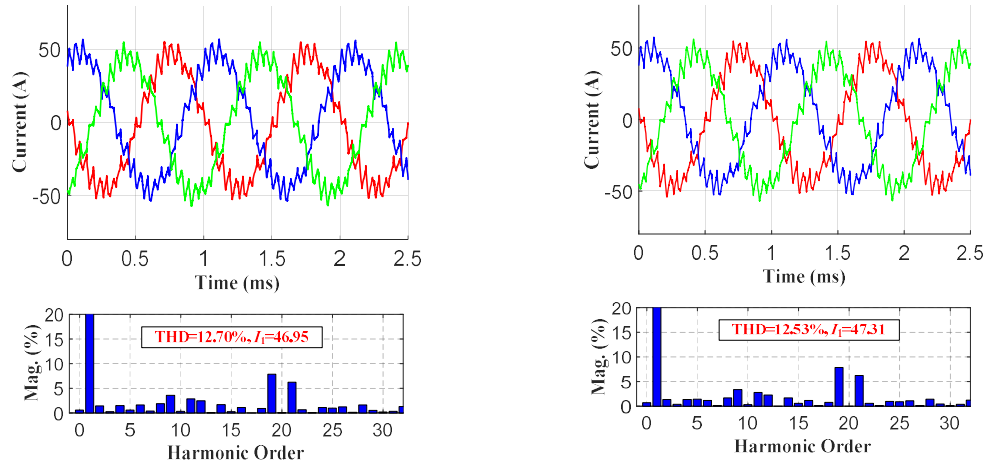 50
0
-50
Current (A)
0 0.5 1 1.5 2 2.5
Time (ms)
20
15
10
5
0
Mag. (%)
THD=12.70%, I1=46.95
0 5 10 15 20 25 30
Harmonic Order
50
0
-50
Current (A)
0 0.5 1 1.5 2 2.5
Time (ms)
20
15
10
5
0
Mag. (%)
THD=12.53%, I1=47.31
0 5 10 15 20 25 30
Harmonic Order